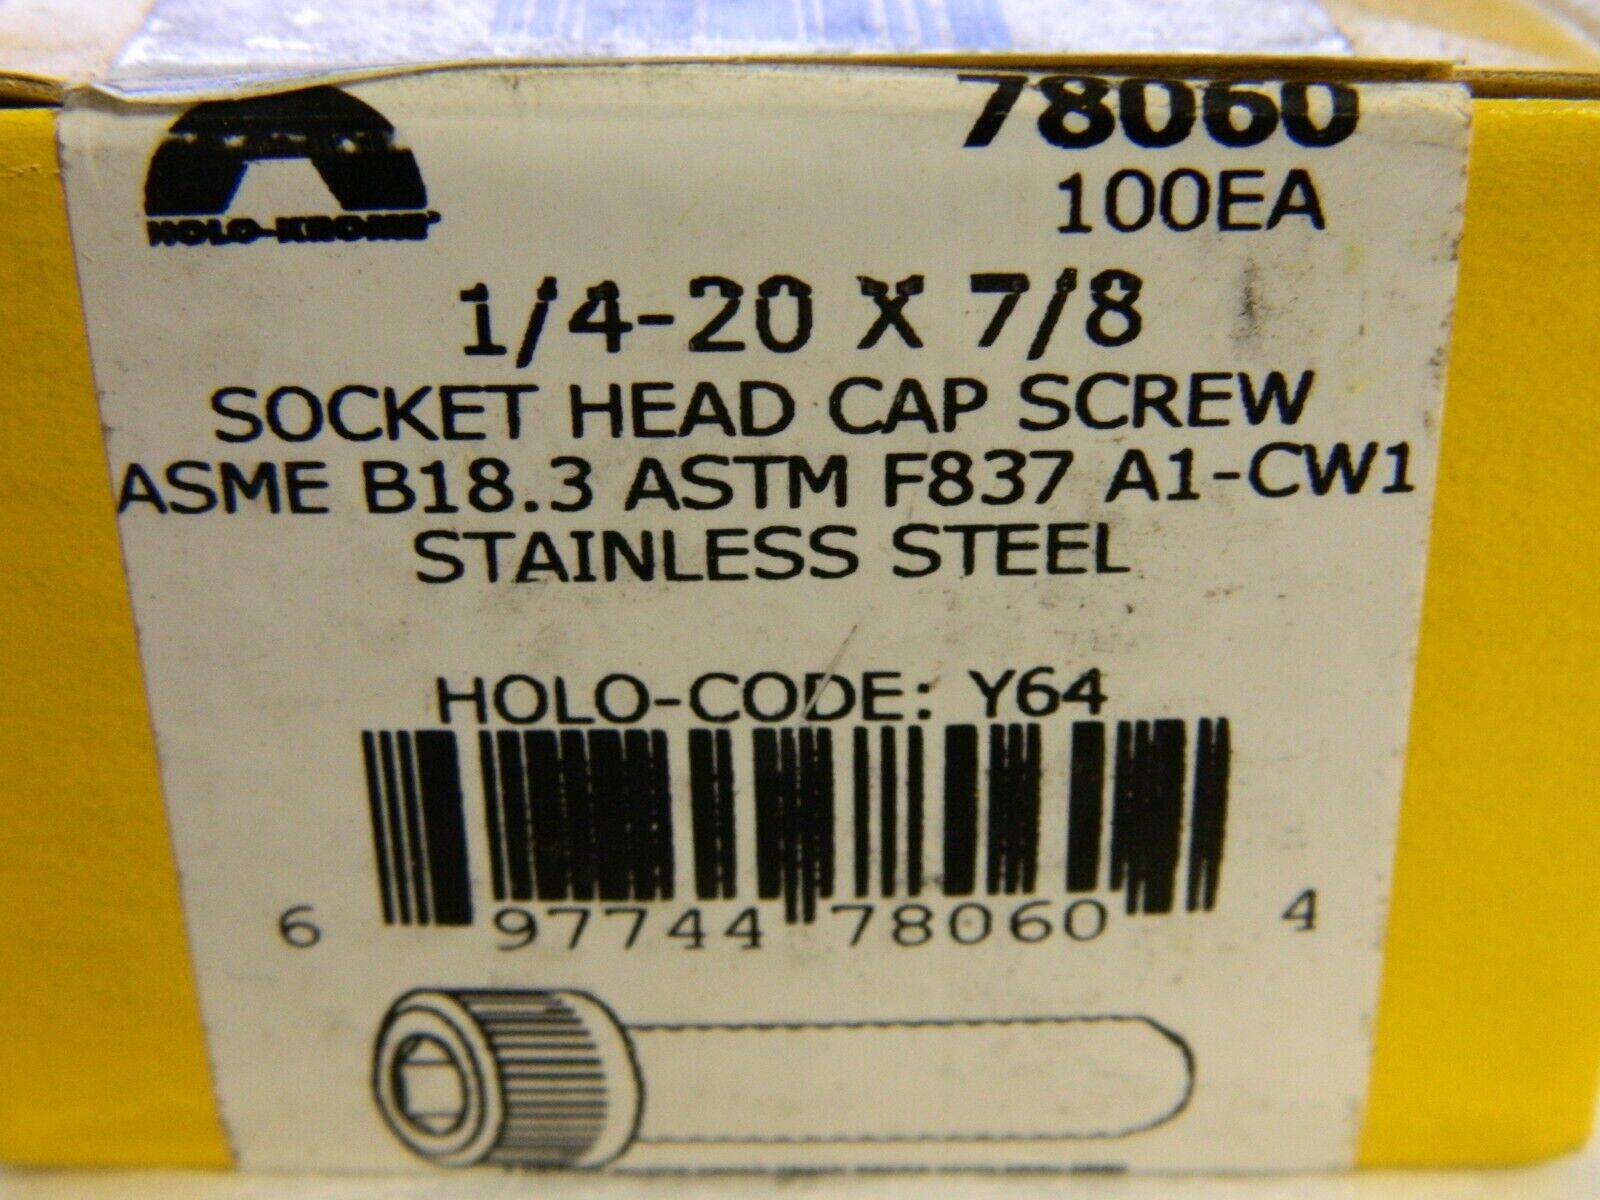 78060
HOLO-KROME
100EA
1/4-20 X 7/8
SOCKET HEAD CAP SCREW
ASME B18.3 ASTM F837 A1-CW1
STAINLESS STEEL
HOLO-CODE: Y64
6 97744 78060 4